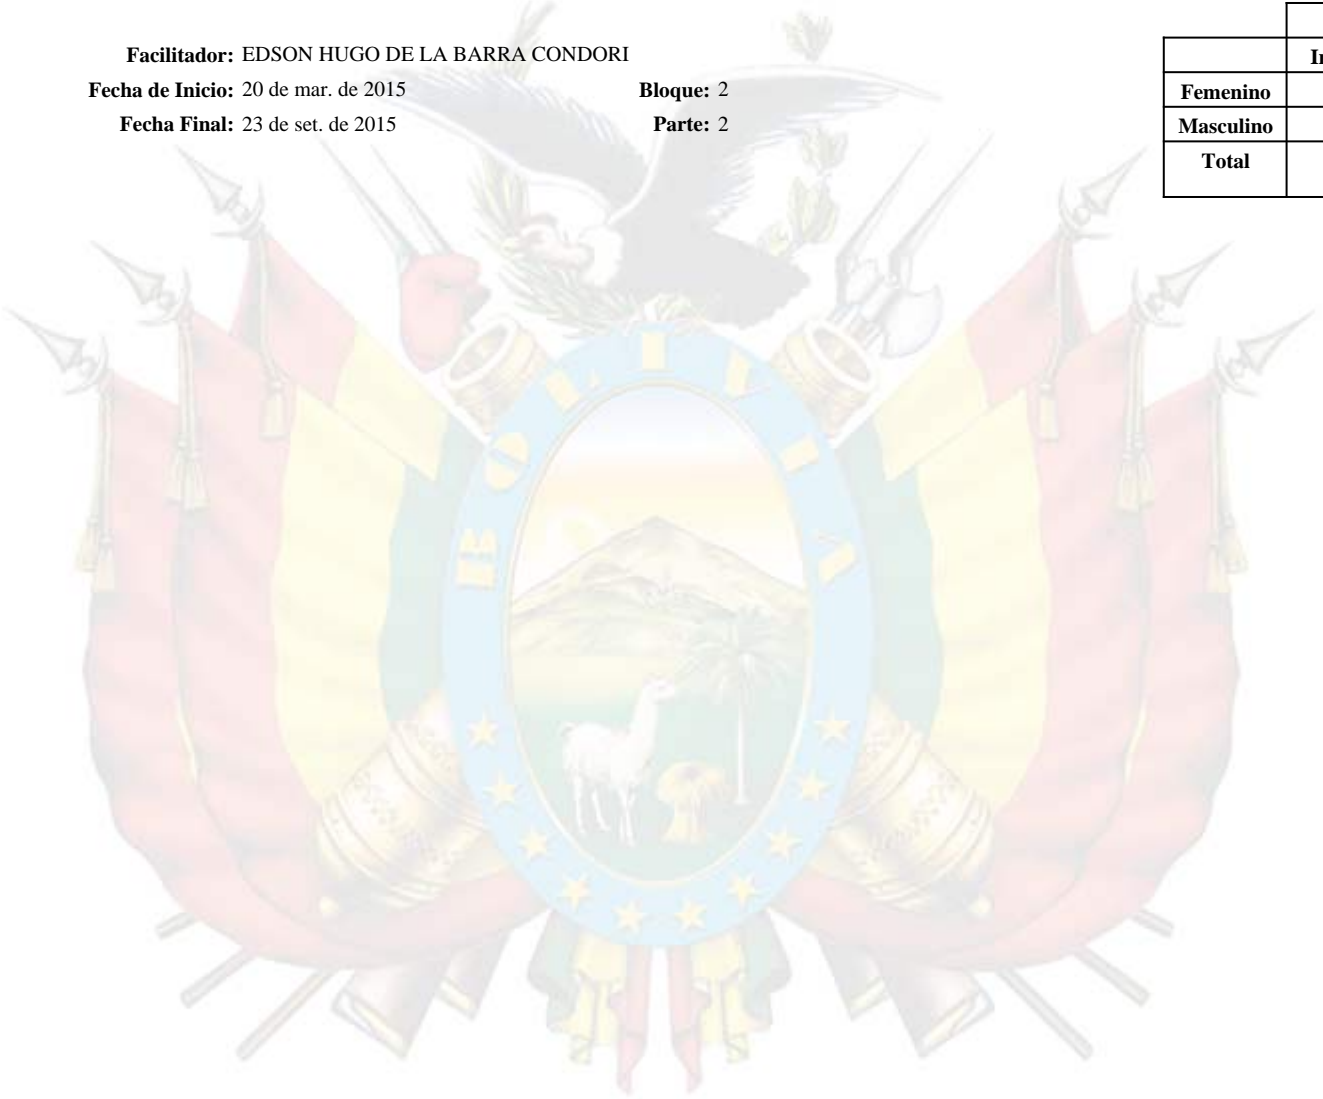 Facilitador: EDSON HUGO DE LA BARRA CONDORI
Fecha de Inicio: 20 de mar. de 2015 Bloque: 2
Fecha Final: 23 de set. de 2015 Parte: 2
Femenino
Masculino
Total
BOLIVIA